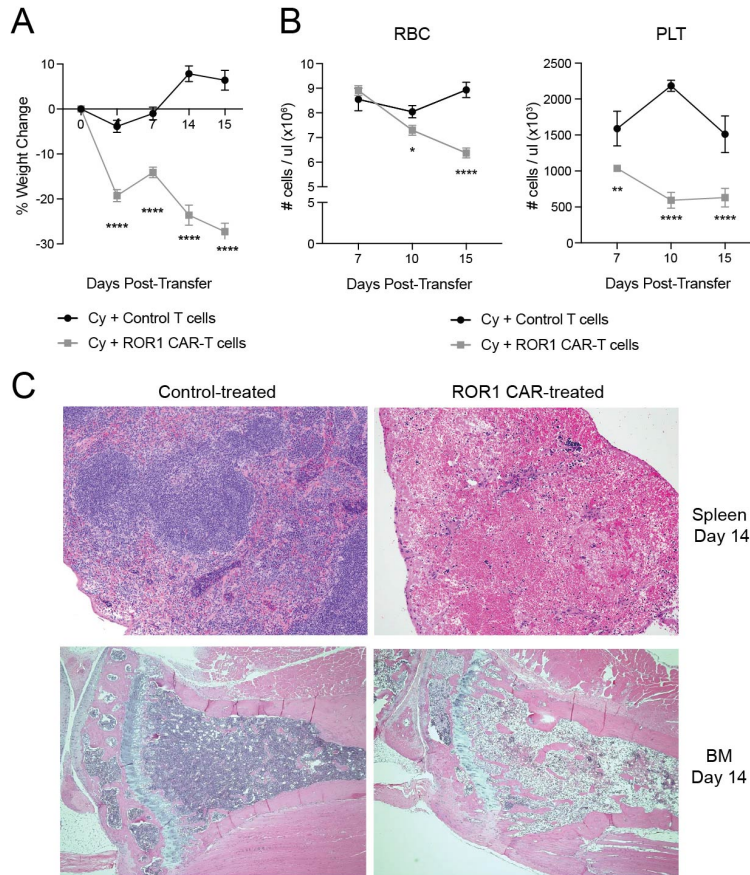 A
B
RBC
PLT
% Weight Change
10
0
-10
-20
-30
0
7
14
15
****
****
****
****
Days Post-Transfer
# cells / ul (x10⁶)
10
9
8
7
6
5
5
0
*
****
7
10
15
Days Post-Transfer
# cells / ul (x10³)
2500
2000
1500
1000
500
0
**
****
****
7
10
15
Cy + Control T cells
Cy + ROR1 CAR-T cells
Cy + Control T cells
Cy + ROR1 CAR-T cells
C
Control-treated
ROR1 CAR-treated
Spleen
Day 14
BM
Day 14